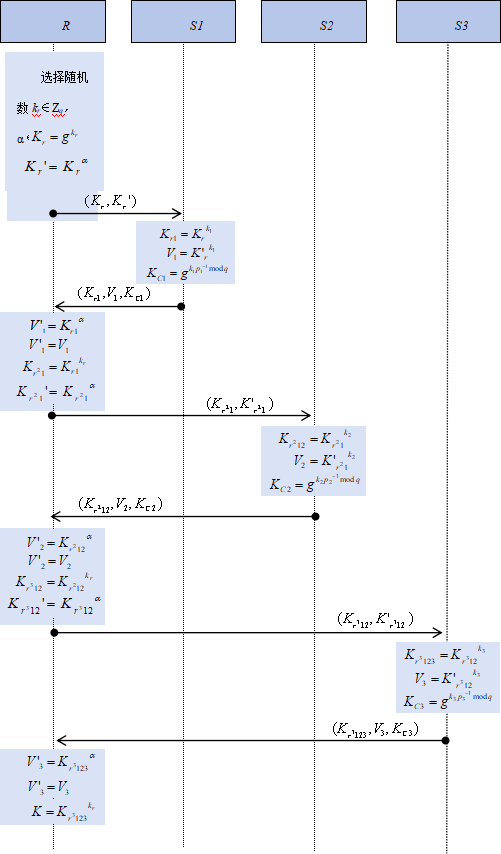 R S1 S2 S3
选择随机
数 kᵣ∈Z_q，
α，K_r = g^{k_r}
K_r' = K_r^α
(K_r, K_r')
K_{r1} = K_r^{k_1}
V_1 = K'_r^{k_1}
K_{C1} = g^{k_1 p_1^{-1} mod q}
(K_{r1}, V_1, K_{C1})
V'_1 = K_{r1}^α
V'_1 = V_1
K_{r^2 1} = K_{r1}^{k_r}
K_{r^2 1}' = K_{r^2 1}^α
(K_{r^2 1}, K'_{r^2 1})
K_{r^2 12} = K_{r^2 1}^{k_2}
V_2 = K'_{r^2 1}^{k_2}
K_{C2} = g^{k_2 p_2^{-1} mod q}
(K_{r^2 12}, V_2, K_{C2})
V'_2 = K_{r^2 12}^α
V'_2 = V_2
K_{r^3 12} = K_{r^2 12}^{k_r}
K_{r^3 12}' = K_{r^3 12}^α
(K_{r^3 12}, K'_{r^3 12})
K_{r^3 123} = K_{r^3 12}^{k_3}
V_3 = K'_{r^3 12}^{k_3}
K_{C3} = g^{k_3 p_3^{-1} mod q}
(K_{r^3 123}, V_3, K_{C3})
V'_3 = K_{r^3 123}^α
V'_3 = V_3
K = K_{r^3 123}^{k_r}